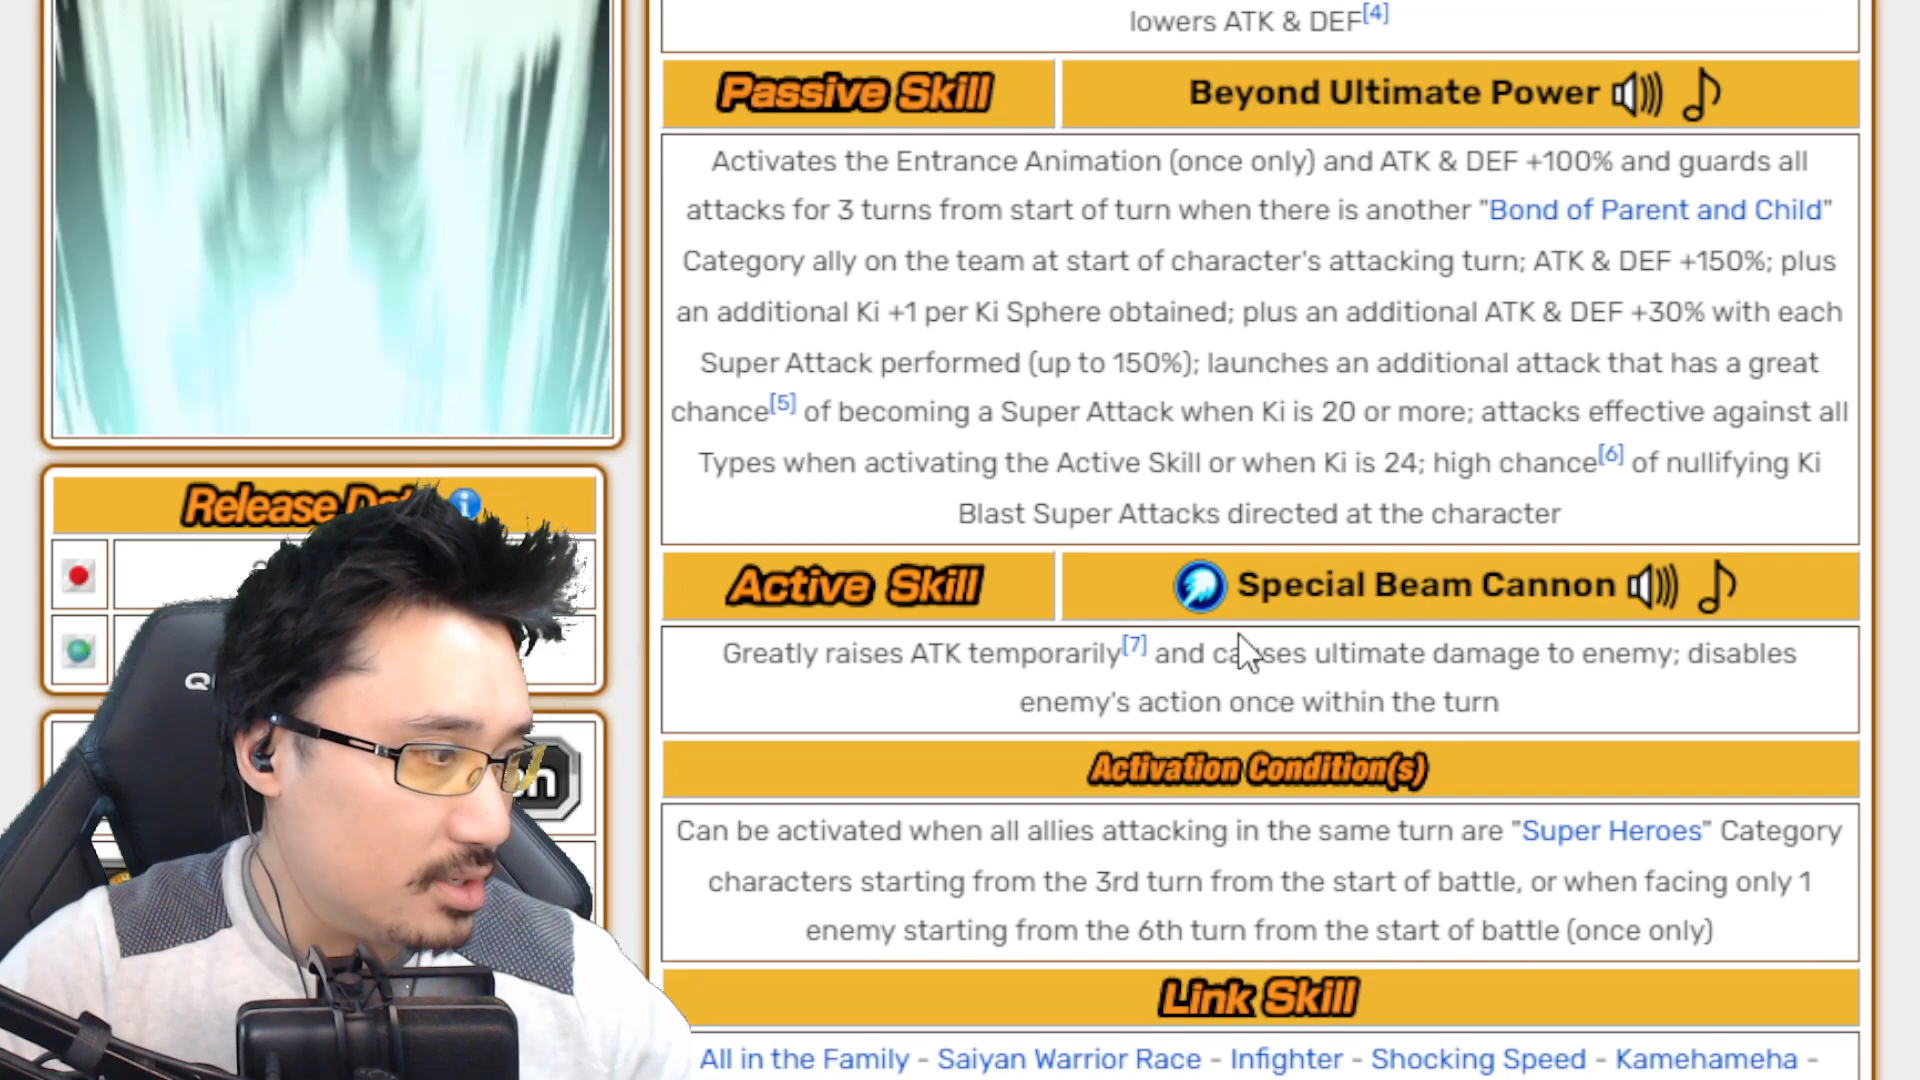 lowers ATK & DEF[4]
Passive Skill
Beyond Ultimate Power
Activates the Entrance Animation (once only) and ATK & DEF +100% and guards all
attacks for 3 turns from start of turn when there is another "Bond of Parent and Child"
Category ally on the team at start of character's attacking turn; ATK & DEF +150%; plus
an additional Ki +1 per Ki Sphere obtained; plus an additional ATK & DEF +30% with each
Super Attack performed (up to 150%); launches an additional attack that has a great
chance[5] of becoming a Super Attack when Ki is 20 or more; attacks effective against all
Types when activating the Active Skill or when Ki is 24; high chance[6] of nullifying Ki
Blast Super Attacks directed at the character
Release
Active Skill
Special Beam Cannon
Greatly raises ATK temporarily[7] and causes ultimate damage to enemy; disables
enemy's action once within the turn
Activation Condition(s)
Can be activated when all allies attacking in the same turn are "Super Heroes" Category
characters starting from the 3rd turn from the start of battle, or when facing only 1
enemy starting from the 6th turn from the start of battle (once only)
Link Skill
All in the Family - Saiyan Warrior Race - Infighter - Shocking Speed - Kamehameha -